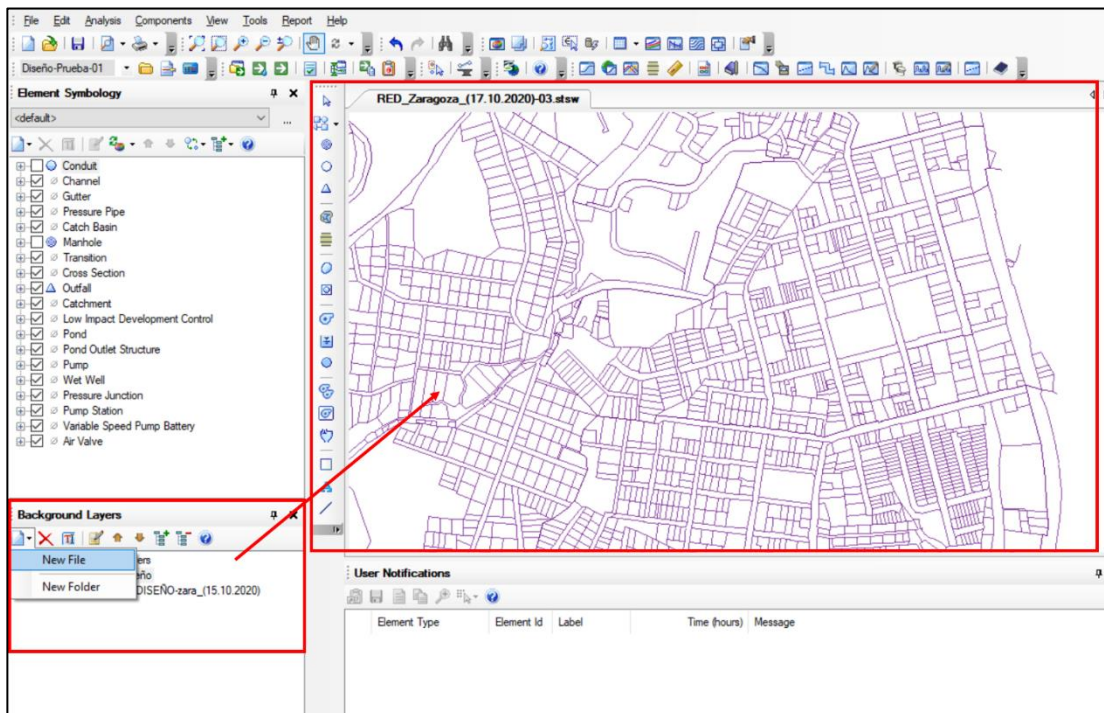 File Edit Analysis Components View Tools Report Help
Diseño-Prueba-01
Element Symbology
RED_Zaragoza_(17.10.2020)-03.stsw
<default>
...
Conduit
Channel
Gutter
Pressure Pipe
Catch Basin
Manhole
Transition
Cross Section
Outfall
Catchment
Low Impact Development Control
Pond
Pond Outlet Structure
Pump
Wet Well
Pressure Junction
Pump Station
Variable Speed Pump Battery
Air Valve
Background Layers
New File
ers
eño
New Folder
DISEÑO-zara_(15.10.2020)
User Notifications
Element Type Element Id Label Time (hours) Message